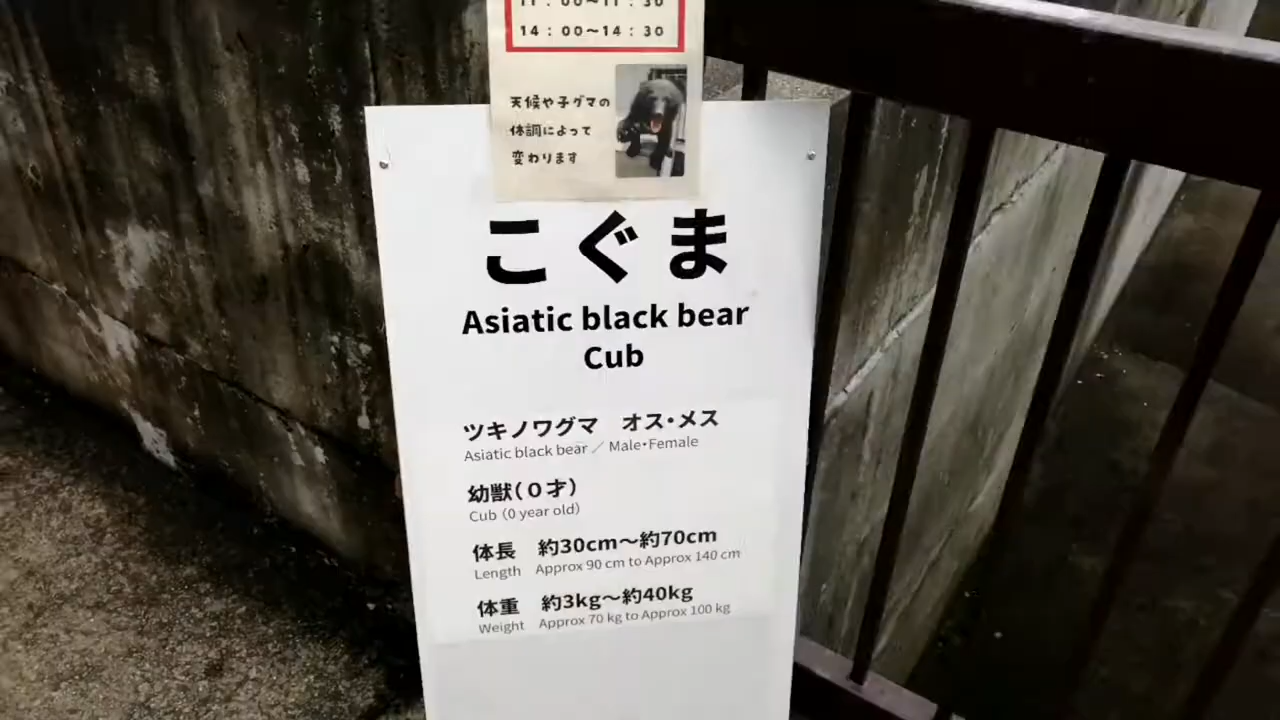 11:00~11:30
14:00~14:30
天候や子グマの
体調によって
変わります
こぐま
Asiatic black bear
Cub
ツキノワグマ オス・メス
Asiatic black bear / Male・Female
幼獣(0才)
Cub (0 year old)
体長 約30cm~約70cm
Length Approx 90 cm to Approx 140 cm
体重 約3kg~約40kg
Weight Approx 70 kg to Approx 100 kg